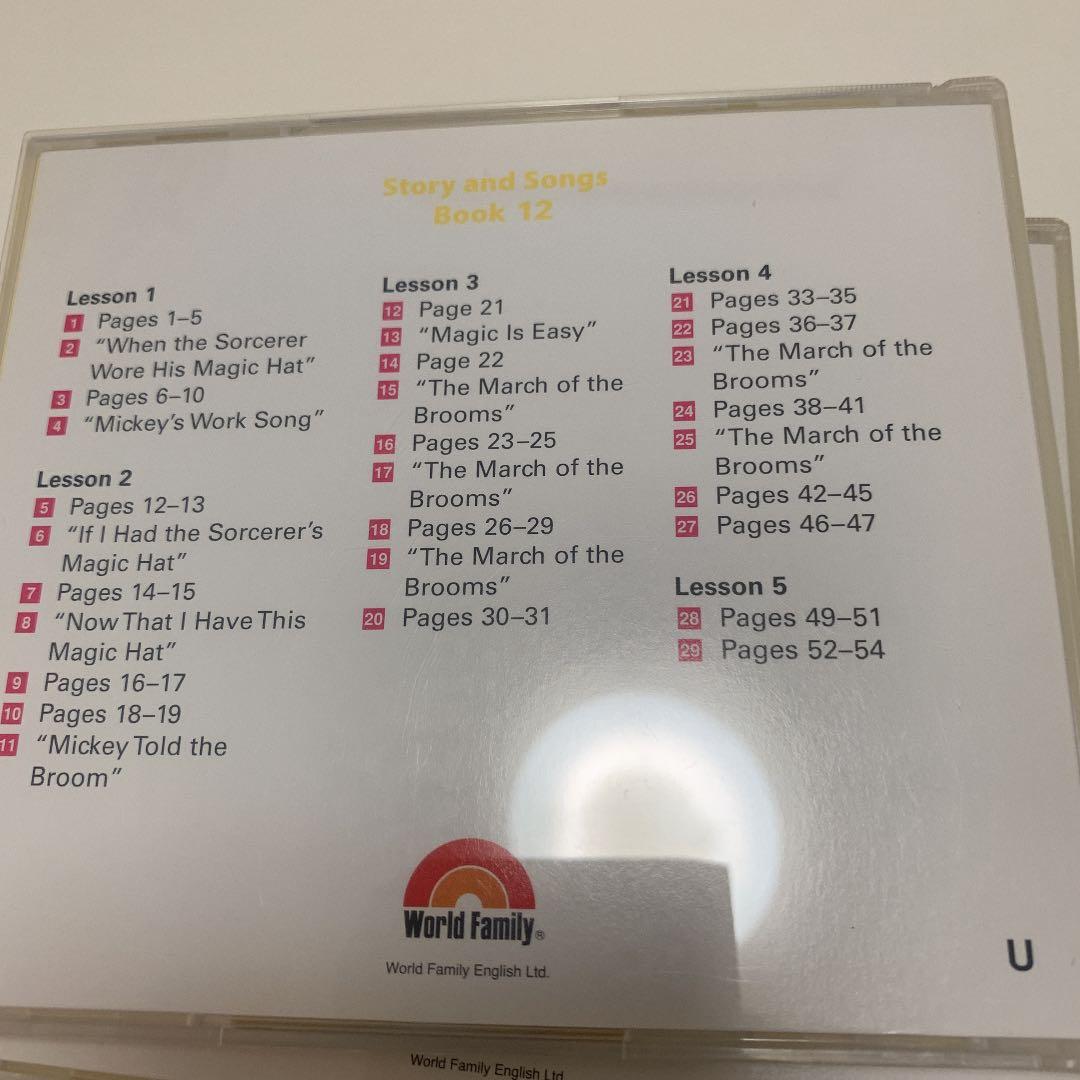 Story and Songs
Book 12
Lesson 1
1 Pages 1–5
2 “When the Sorcerer
Wore His Magic Hat”
3 Pages 6–10
4 “Mickey’s Work Song”
Lesson 2
5 Pages 12–13
6 “If I Had the Sorcerer’s
Magic Hat”
7 Pages 14–15
8 “Now That I Have This
Magic Hat”
9 Pages 16–17
10 Pages 18–19
11 “Mickey Told the
Broom”
Lesson 3
12 Page 21
13 “Magic Is Easy”
14 Page 22
15 “The March of the
Brooms”
16 Pages 23–25
17 “The March of the
Brooms”
18 Pages 26–29
19 “The March of the
Brooms”
20 Pages 30–31
Lesson 4
21 Pages 33–35
22 Pages 36–37
23 “The March of the
Brooms”
24 Pages 38–41
25 “The March of the
Brooms”
26 Pages 42–45
27 Pages 46–47
Lesson 5
28 Pages 49–51
29 Pages 52–54
World Family®
World Family English Ltd.
U
World Family English Ltd.